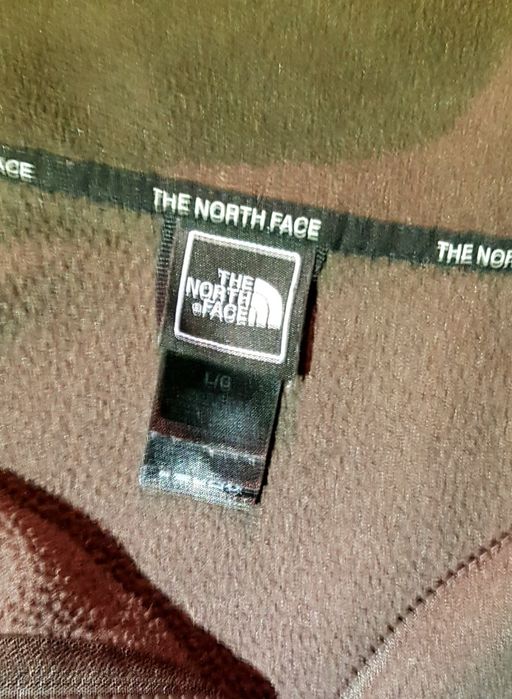 ACE THE NORTH FACE THE NOR
THE
NORTH
FACE
L/G